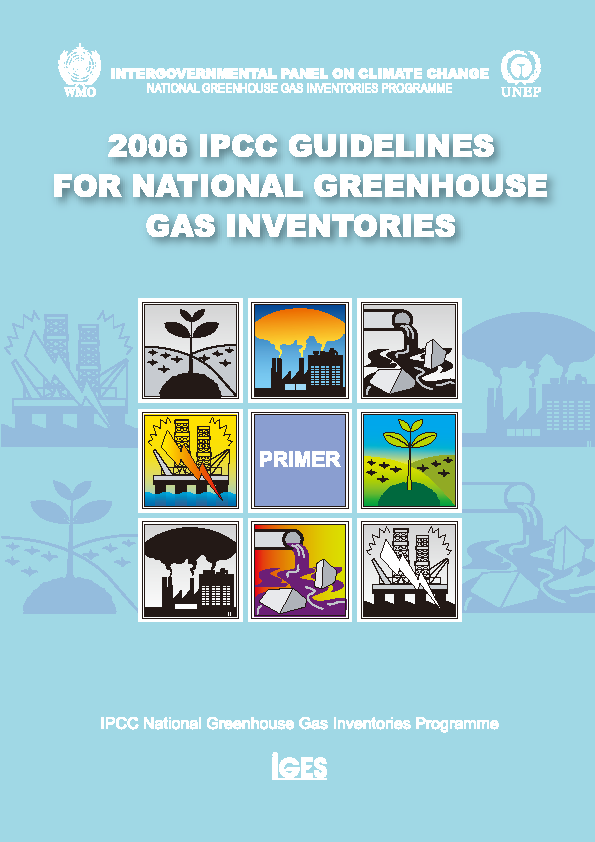 INTERGOVERNMENTAL PANEL ON CLIMATE CHANGE
NATIONAL GREENHOUSE GAS INVENTORIES PROGRAMME
WMO
UNEP
2006 IPCC GUIDELINES
FOR NATIONAL GREENHOUSE
GAS INVENTORIES
PRIMER
IPCC National Greenhouse Gas Inventories Programme
IGES